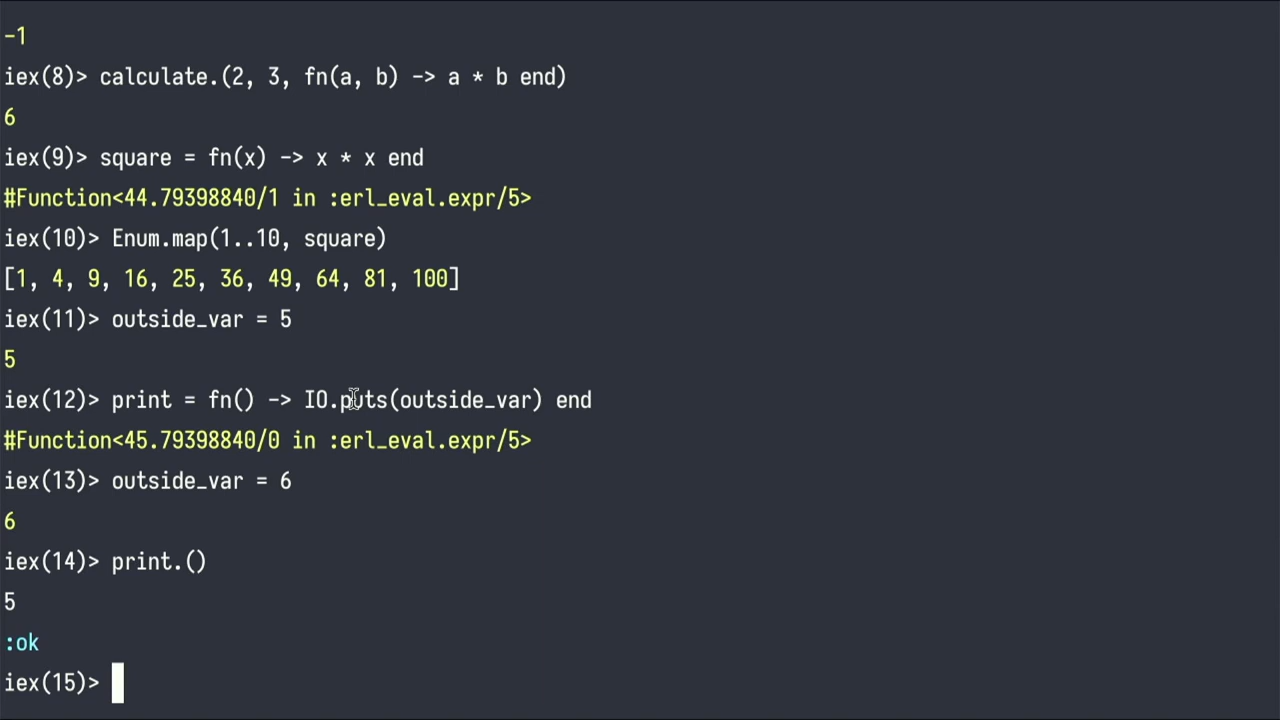 -1
iex(8)> calculate.(2, 3, fn(a, b) -> a * b end)
6
iex(9)> square = fn(x) -> x * x end
#Function<44.79398840/1 in :erl_eval.expr/5>
iex(10)> Enum.map(1..10, square)
[1, 4, 9, 16, 25, 36, 49, 64, 81, 100]
iex(11)> outside_var = 5
5
iex(12)> print = fn() -> IO.puts(outside_var) end
#Function<45.79398840/0 in :erl_eval.expr/5>
iex(13)> outside_var = 6
6
iex(14)> print.()
5
:ok
iex(15)>